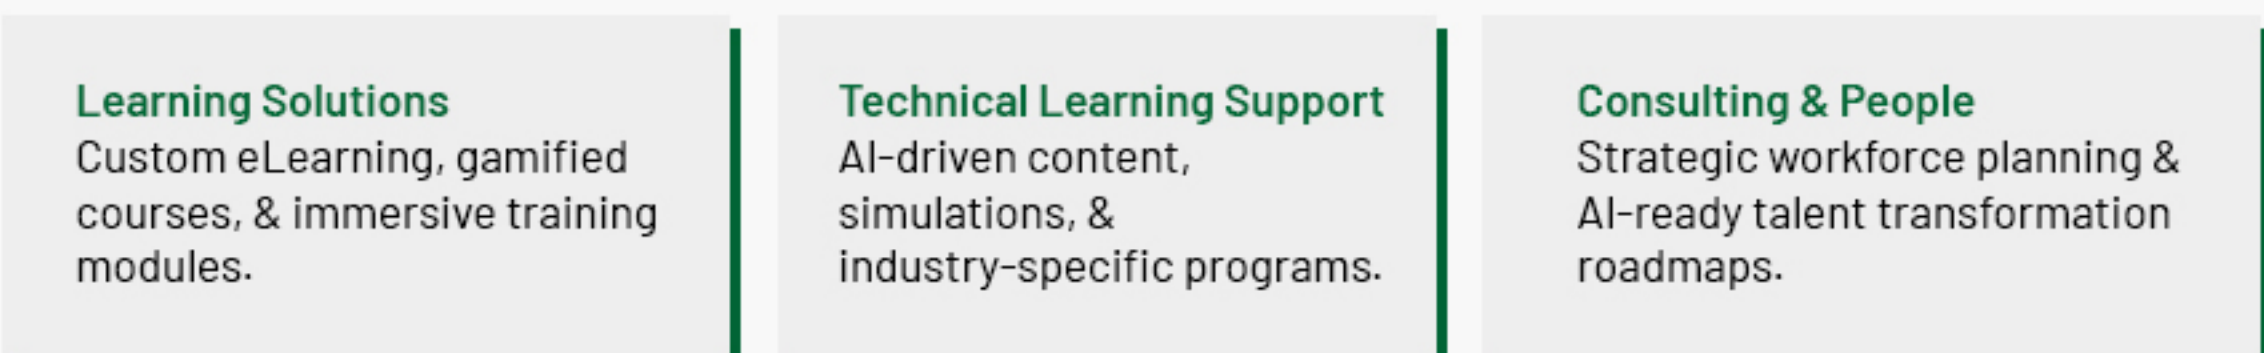 Learning Solutions
Custom eLearning, gamified
courses, & immersive training
modules.
Technical Learning Support
AI-driven content,
simulations, &
industry-specific programs.
Consulting & People
Strategic workforce planning &
AI-ready talent transformation
roadmaps.